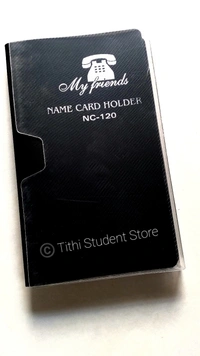 My friends
NAME CARD HOLDER
NC-120
© Tithi Student Store